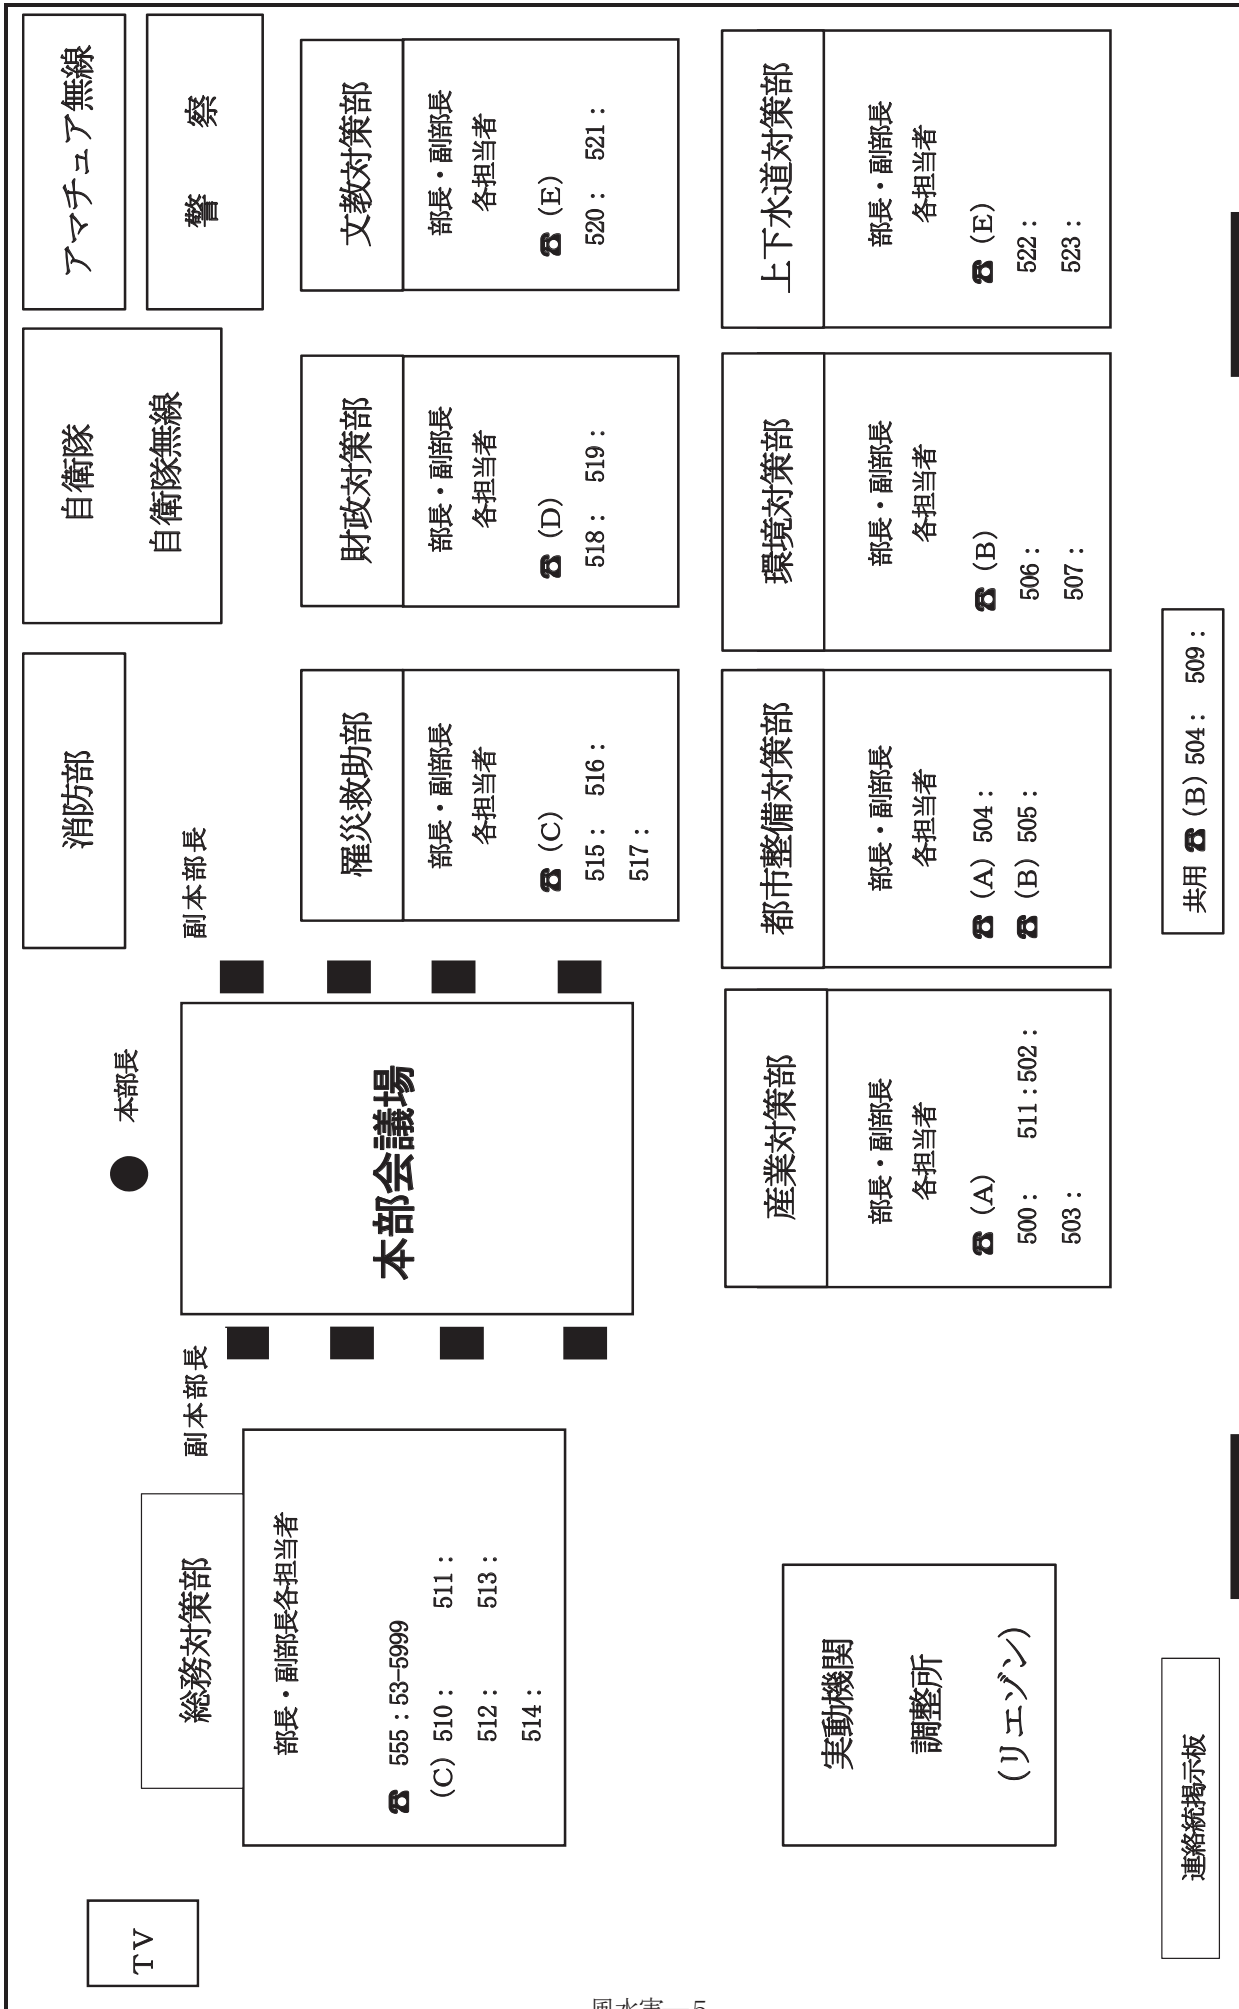 TV
総務対策部
部長・副部長各担当者
☎ 555：53-5999
(C) 510： 511：
512： 513：
514：
副本部長
本部長
本部会議場
副本部長
消防部
自衛隊
自衛隊無線
アマチュア無線
警 察
罹災救助部
部長・副部長
各担当者
☎ (C)
515： 516：
517：
財政対策部
部長・副部長
各担当者
☎ (D)
518： 519：
文教対策部
部長・副部長
各担当者
☎ (E)
520： 521：
実動機関
調整所
(リエゾン)
産業対策部
部長・副部長
各担当者
☎ (A)
500： 511：502：
503：
都市整備対策部
部長・副部長
各担当者
☎ (A) 504：
☎ (B) 505：
環境対策部
部長・副部長
各担当者
☎ (B)
506：
507：
上下水道対策部
部長・副部長
各担当者
☎ (E)
522：
523：
連絡統掲示板
共用 ☎ (B) 504： 509：